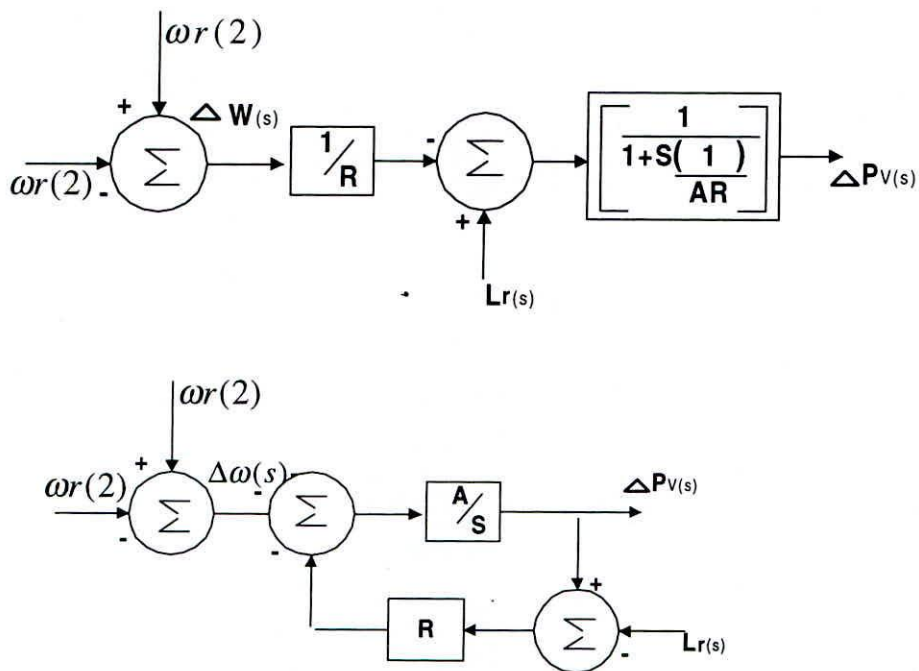 ωr(2)
+
△ W(s)
ωr(2)
-
Σ
1/R
-
Σ
+
Lr(s)
[1/(1+S(1/AR))]
△PV(s)
ωr(2)
ωr(2)
+
-
Σ
Δω(s)
-
-
Σ
A/S
△PV(s)
R
+
Σ
-
Lr(s)